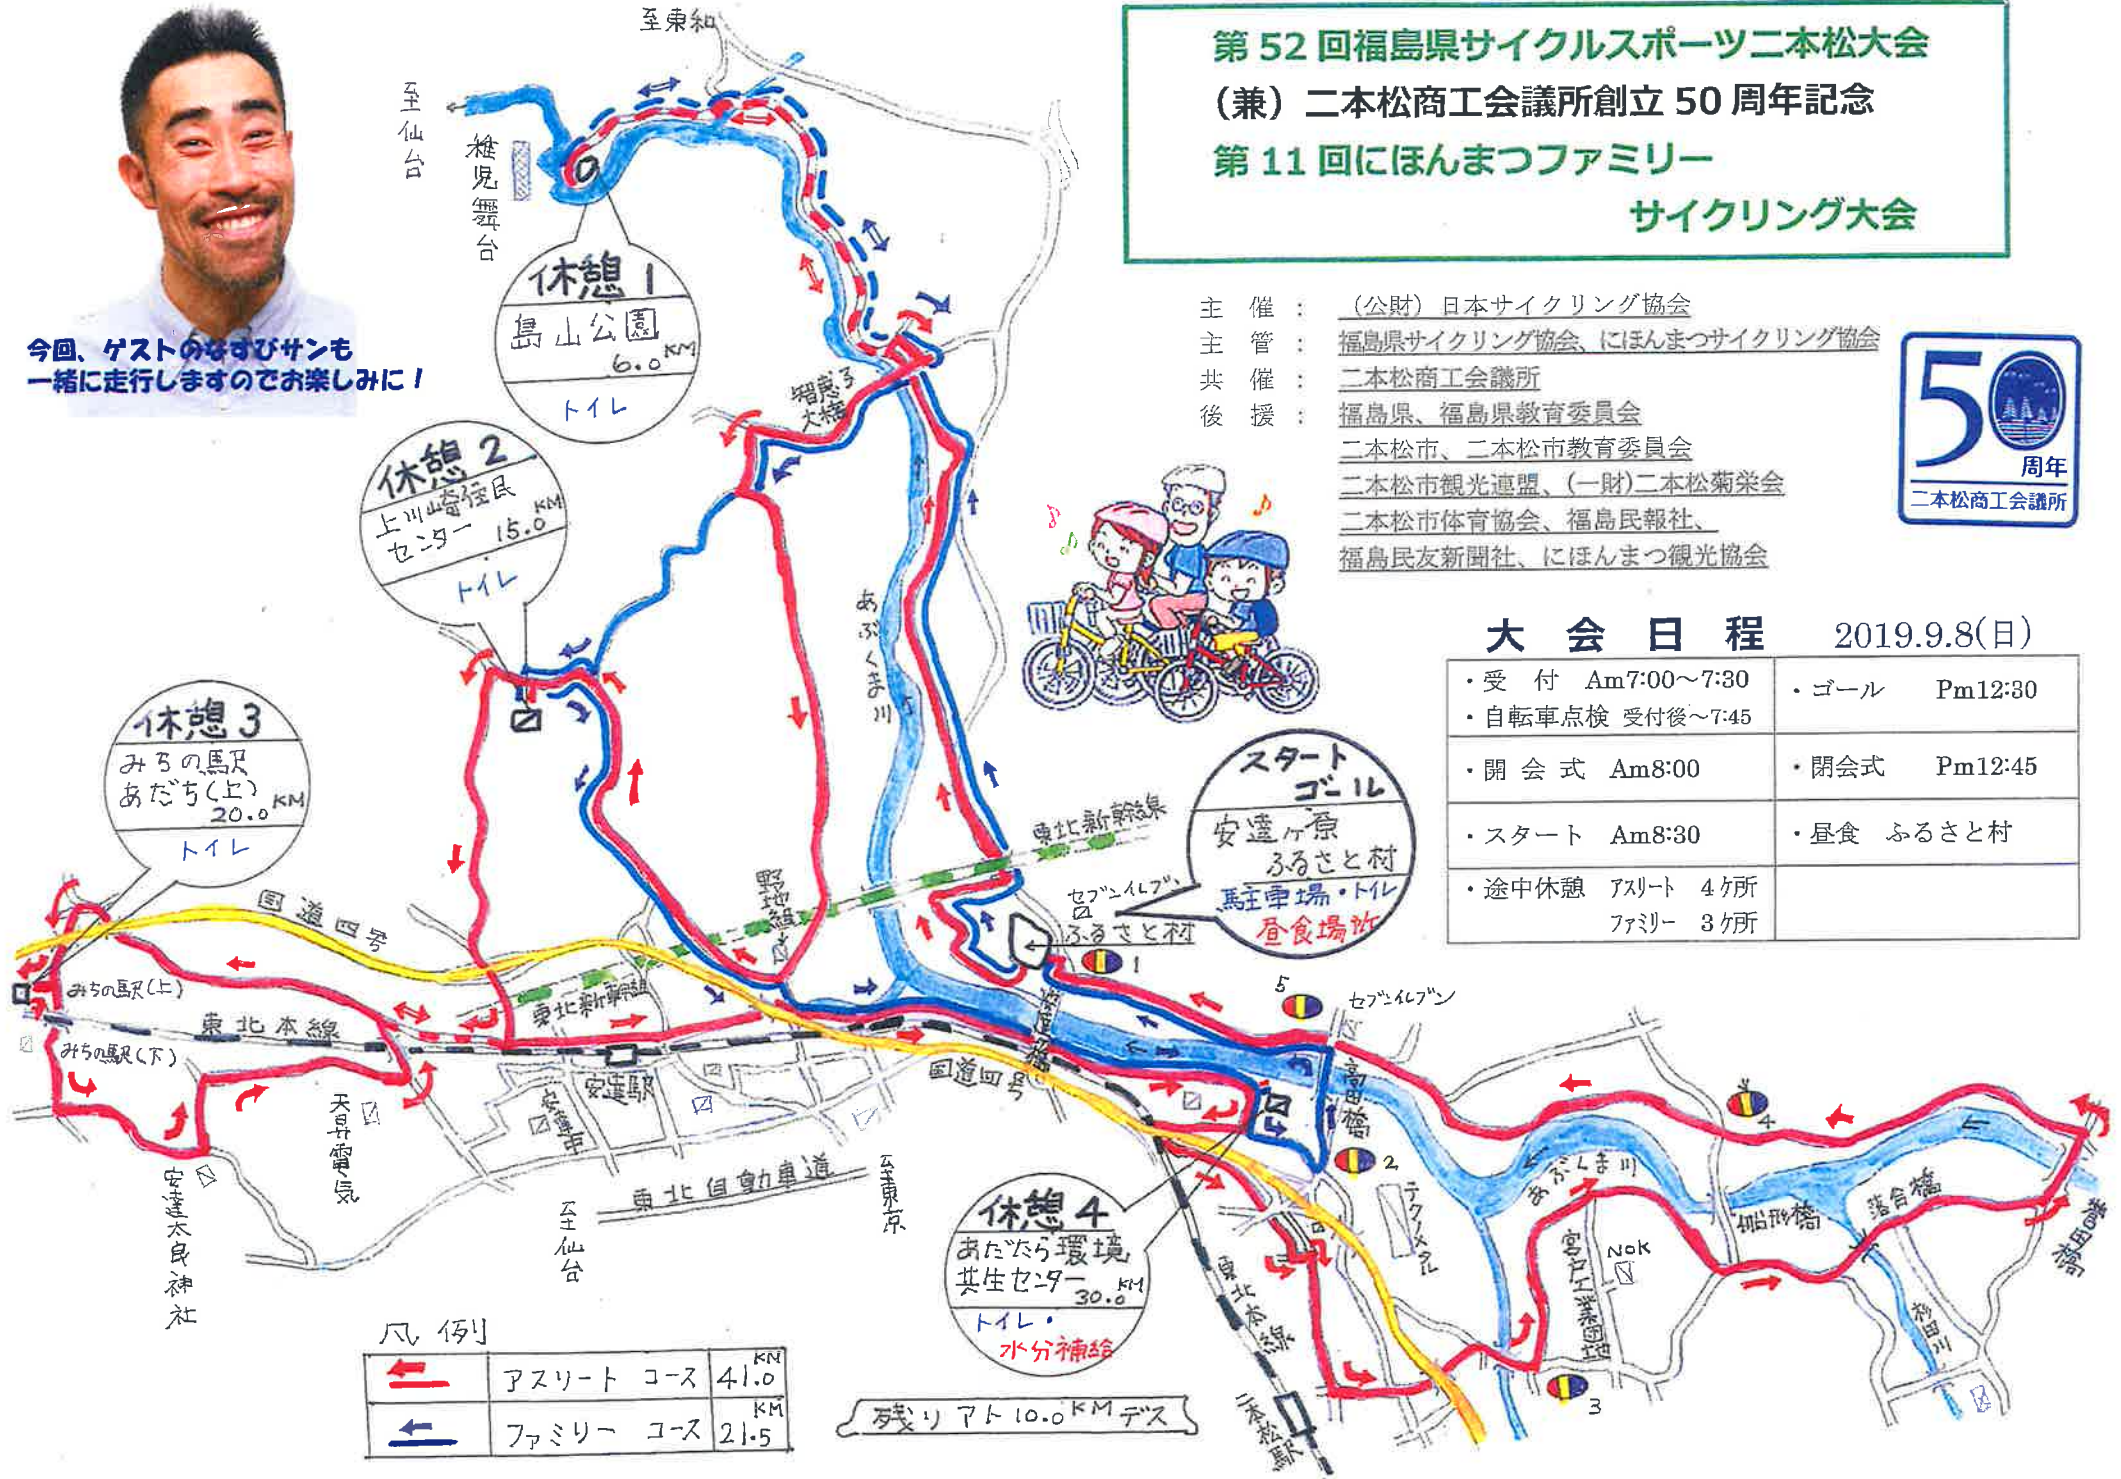 第 52 回福島県サイクルスポーツ二本松大会
（兼）二本松商工会議所創立 50 周年記念
第 11 回にほんまつファミリー
サイクリング大会
今回、ゲストのなすびサンも
一緒に走行しますのでお楽しみに！
主　催　：　（公財）日本サイクリング協会
主　管　：　福島県サイクリング協会、にほんまつサイクリング協会
共　催　：　二本松商工会議所
後　援　：　福島県、福島県教育委員会
二本松市、二本松市教育委員会
二本松市観光連盟、(一財)二本松菊栄会
二本松市体育協会、福島民報社、
福島民友新聞社、にほんまつ観光協会
50
周年
二本松商工会議所
大 会 日 程　2019.9.8(日)
・受　付　Am7:00～7:30
・自転車点検 受付後～7:45
・ゴール　Pm12:30
・開 会 式　Am8:00
・閉会式　Pm12:45
・スタート　Am8:30
・昼食　ふるさと村
・途中休憩　アスリート　4ヶ所
ファミリー　3ヶ所
至東和
至仙台
稚児舞台
休憩 1
島山公園
6.0KM
トイレ
智恵子
大橋
休憩 2
上川崎住民
センター 15.0KM
トイレ
あぶくま川
休憩 3
みちの駅
あだち(上)
20.0KM
トイレ
スタート
ゴール
安達ヶ原
ふるさと村
駐車場・トイレ
昼食場所
東北新幹線
セブンイレブン
ふるさと村
1
国道四号
野地組
みちの駅(上)
東北本線
東北新幹線
みちの駅(下)
安達駅
国道四号
5
セブンイレブン
高田橋
2
4
天昇電気
安達太良神社
至仙台
東北自動車道
至東京
休憩 4
あだたら環境
共生センター
30.0KM
トイレ・
水分補給
テクノメタル
あぶくま川
船形橋
落合橋
Nok
宮戸工業団地
杉田川
3
東北本線
二本松駅
凡 例
アスリート コース 41.0KM
ファミリー コース 21.5KM
残り アト 10.0KM デス